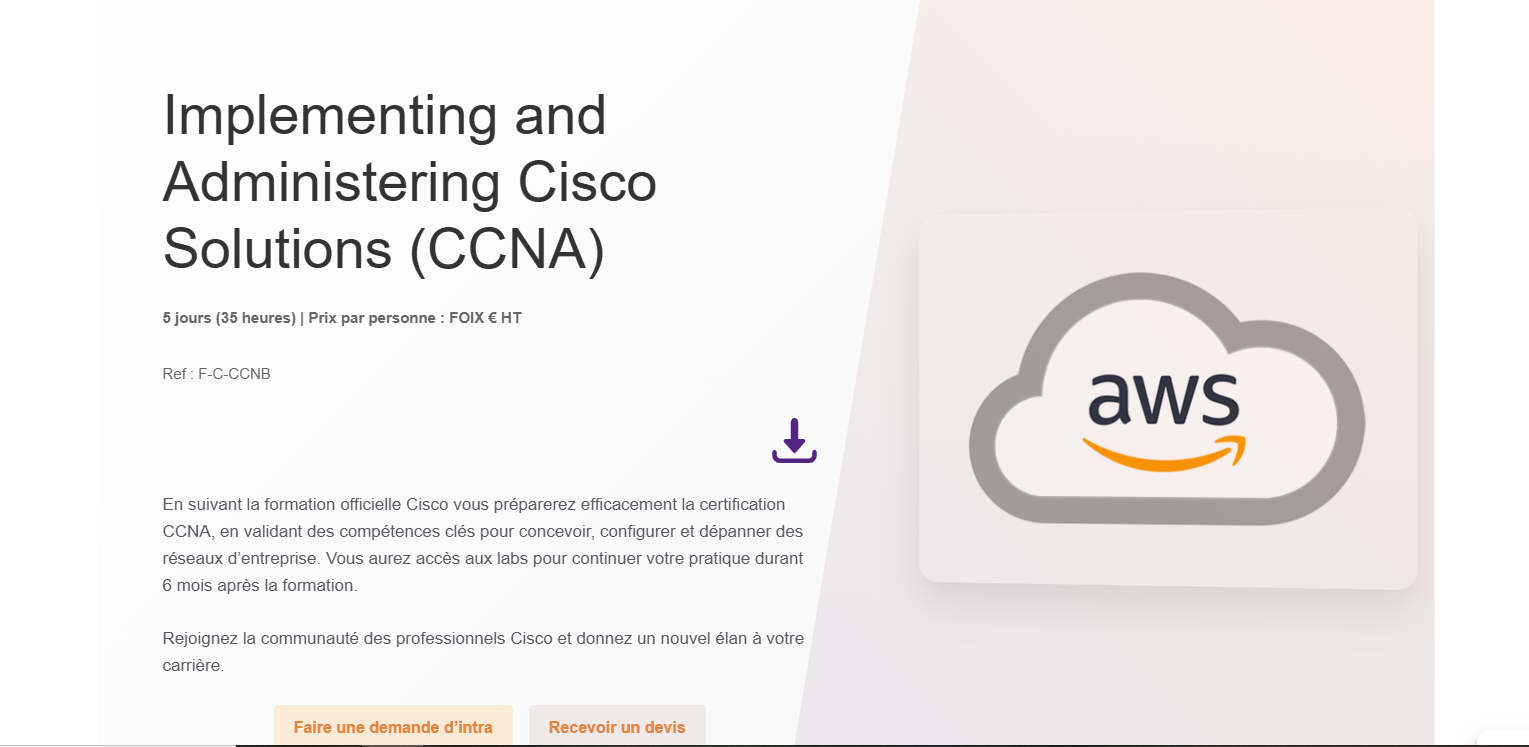 Implementing and
Administering Cisco
Solutions (CCNA)
5 jours (35 heures) | Prix par personne : FOIX € HT
Ref : F-C-CCNB
En suivant la formation officielle Cisco vous préparerez efficacement la certification
CCNA, en validant des compétences clés pour concevoir, configurer et dépanner des
réseaux d’entreprise. Vous aurez accès aux labs pour continuer votre pratique durant
6 mois après la formation.
Rejoignez la communauté des professionnels Cisco et donnez un nouvel élan à votre
carrière.
Faire une demande d’intra
Recevoir un devis
aws